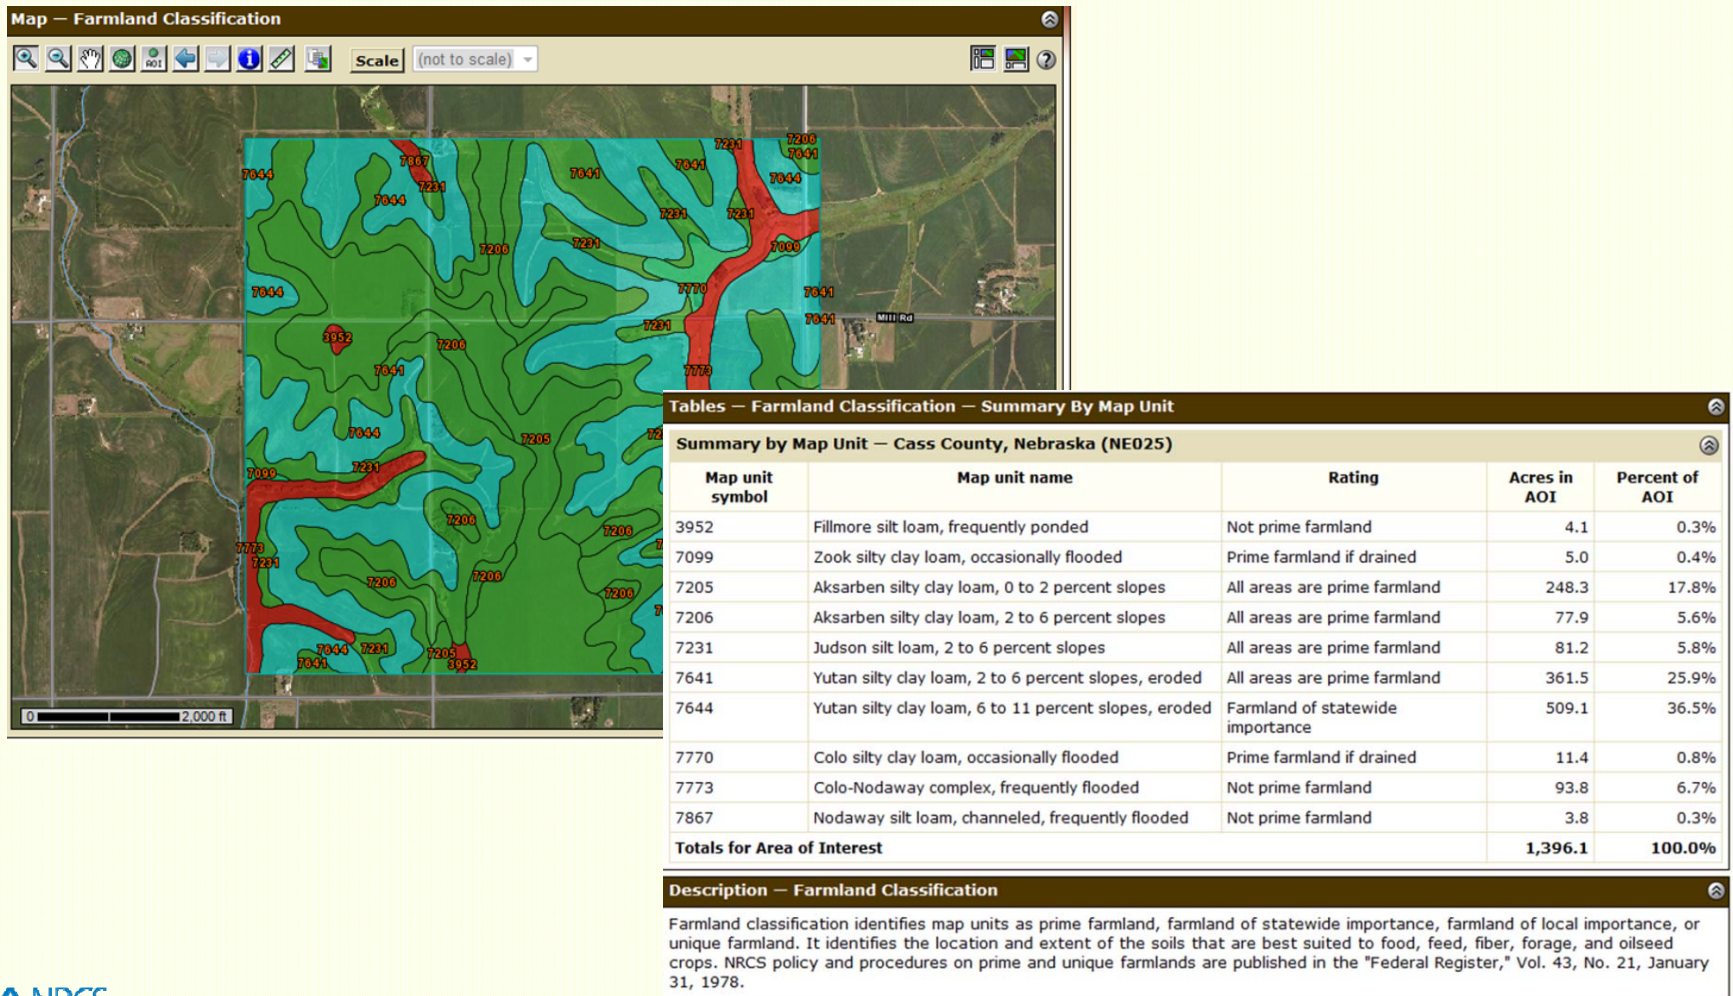 Map — Farmland Classification
AOI
Scale (not to scale)
7231 7206
7867 7641 7641
7644 7231 7641 7644
7644
7231 7231
7206 7231 7099
7644 7770 7641
3952 7206 7231 7641 Mill Rd
7641 7773
7644 7205
7099 7231
7206 7206
7773
7231
7206 7206 7206
7644 7231 7205
7641 3952
0 2,000 ft
Tables — Farmland Classification — Summary By Map Unit
Summary by Map Unit — Cass County, Nebraska (NE025)
Map unit symbol Map unit name Rating Acres in AOI Percent of AOI
3952 Fillmore silt loam, frequently ponded Not prime farmland 4.1 0.3%
7099 Zook silty clay loam, occasionally flooded Prime farmland if drained 5.0 0.4%
7205 Aksarben silty clay loam, 0 to 2 percent slopes All areas are prime farmland 248.3 17.8%
7206 Aksarben silty clay loam, 2 to 6 percent slopes All areas are prime farmland 77.9 5.6%
7231 Judson silt loam, 2 to 6 percent slopes All areas are prime farmland 81.2 5.8%
7641 Yutan silty clay loam, 2 to 6 percent slopes, eroded All areas are prime farmland 361.5 25.9%
7644 Yutan silty clay loam, 6 to 11 percent slopes, eroded Farmland of statewide importance 509.1 36.5%
7770 Colo silty clay loam, occasionally flooded Prime farmland if drained 11.4 0.8%
7773 Colo-Nodaway complex, frequently flooded Not prime farmland 93.8 6.7%
7867 Nodaway silt loam, channeled, frequently flooded Not prime farmland 3.8 0.3%
Totals for Area of Interest 1,396.1 100.0%
Description — Farmland Classification
Farmland classification identifies map units as prime farmland, farmland of statewide importance, farmland of local importance, or
unique farmland. It identifies the location and extent of the soils that are best suited to food, feed, fiber, forage, and oilseed
crops. NRCS policy and procedures on prime and unique farmlands are published in the "Federal Register," Vol. 43, No. 21, January
31, 1978.
NRCS